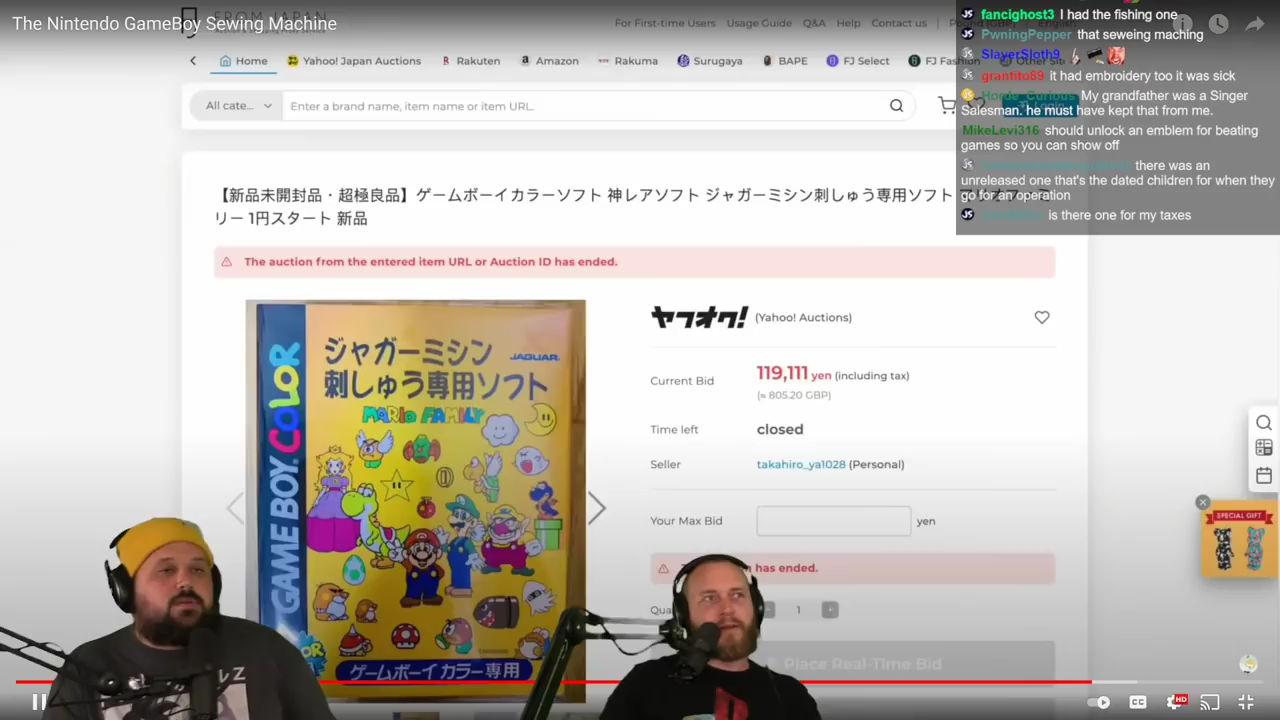 The Nintendo GameBoy Sewing Machine
FROM JAPAN
For First-time Users Usage Guide Q&A Help Contact us
Home Yahoo! Japan Auctions Rakuten Amazon Rakuma Surugaya BAPE FJ Select FJ Fashion
All cate... Enter a brand name, item name or item URL.
fancighost3 I had the fishing one
PwningPepper that seweing maching
SlayerSloth9
grantito89 it had embroidery too it was sick
Horde_Curious My grandfather was a Singer
Salesman. he must have kept that from me.
MikeLevi316 should unlock an emblem for beating
games so you can show off
there was an
unreleased one that's the dated children for when they
go for an operation
is there one for my taxes
【新品未開封品・超極良品】ゲームボーイカラーソフト 神レアソフト ジャガーミシン刺しゅう専用ソフト
リー 1円スタート 新品
The auction from the entered item URL or Auction ID has ended.
ヤフオク! (Yahoo! Auctions)
Current Bid 119,111 yen (including tax)
(≈ 805.20 GBP)
Time left closed
Seller takahiro_ya1028 (Personal)
Your Max Bid yen
has ended.
1
Place Real-Time Bid
GAME BOY COLOR
ジャガーミシン
JAGUAR
刺しゅう専用ソフト
MARIO FAMILY
ゲームボーイカラー専用
SPECIAL GIFT
CC
HD